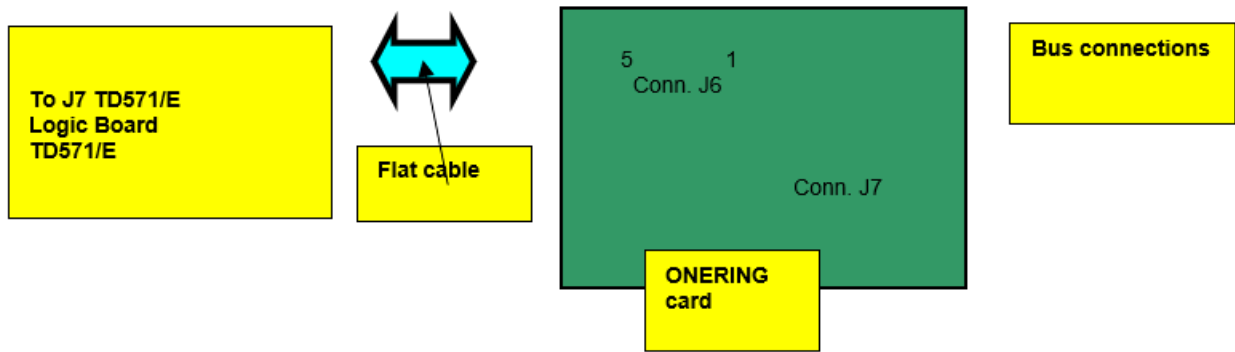 To J7 TD571/E
Logic Board
TD571/E
Flat cable
5 1
Conn. J6
Conn. J7
ONERING
card
Bus connections